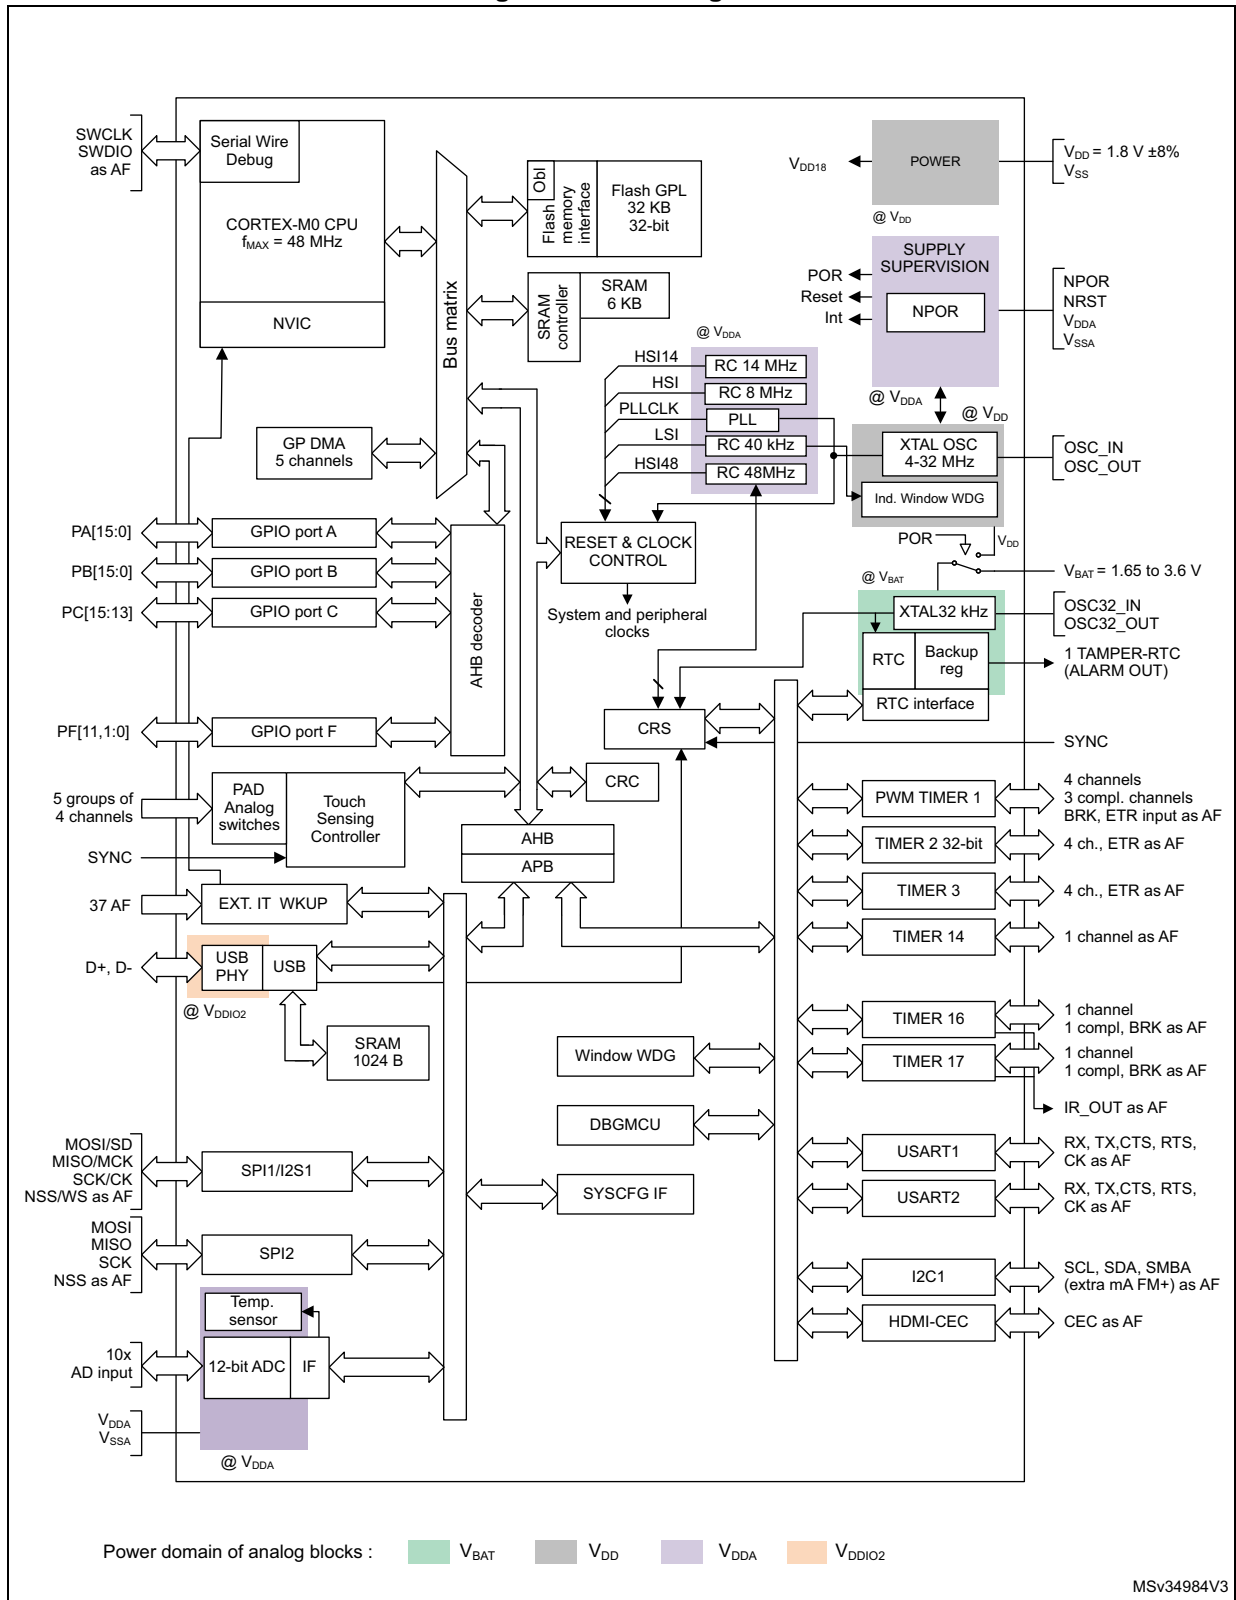 SWCLK
SWDIO
as AF
Serial Wire
Debug
CORTEX-M0 CPU
fMAX = 48 MHz
NVIC
Bus matrix
Obl
Flash
memory
interface
Flash GPL
32 KB
32-bit
SRAM
controller
SRAM
6 KB
VDD18
POWER
VDD = 1.8 V ±8%
VSS
@ VDD
SUPPLY
SUPERVISION
POR
Reset
Int
NPOR
NPOR
NRST
VDDA
VSSA
@ VDDA
@ VDDA
@ VDD
HSI14
RC 14 MHz
HSI
RC 8 MHz
PLLCLK
PLL
LSI
RC 40 kHz
HSI48
RC 48MHz
XTAL OSC
4-32 MHz
OSC_IN
OSC_OUT
Ind. Window WDG
GP DMA
5 channels
RESET & CLOCK
CONTROL
System and peripheral
clocks
POR
VDD
VBAT = 1.65 to 3.6 V
@ VBAT
XTAL32 kHz
OSC32_IN
OSC32_OUT
RTC
Backup
reg
1 TAMPER-RTC
(ALARM OUT)
RTC interface
PA[15:0]
GPIO port A
PB[15:0]
GPIO port B
PC[15:13]
GPIO port C
PF[11,1:0]
GPIO port F
AHB decoder
CRS
SYNC
5 groups of
4 channels
PAD
Analog
switches
Touch
Sensing
Controller
SYNC
CRC
AHB
APB
37 AF
EXT. IT WKUP
D+, D-
USB
PHY
USB
@ VDDIO2
SRAM
1024 B
PWM TIMER 1
4 channels
3 compl. channels
BRK, ETR input as AF
TIMER 2 32-bit
4 ch., ETR as AF
TIMER 3
4 ch., ETR as AF
TIMER 14
1 channel as AF
TIMER 16
1 channel
1 compl, BRK as AF
TIMER 17
1 channel
1 compl, BRK as AF
IR_OUT as AF
Window WDG
DBGMCU
SYSCFG IF
USART1
RX, TX,CTS, RTS,
CK as AF
USART2
RX, TX,CTS, RTS,
CK as AF
I2C1
SCL, SDA, SMBA
(extra mA FM+) as AF
HDMI-CEC
CEC as AF
MOSI/SD
MISO/MCK
SCK/CK
NSS/WS as AF
SPI1/I2S1
MOSI
MISO
SCK
NSS as AF
SPI2
Temp.
sensor
10x
AD input
12-bit ADC
IF
VDDA
VSSA
@ VDDA
Power domain of analog blocks :
VBAT
VDD
VDDA
VDDIO2
MSv34984V3